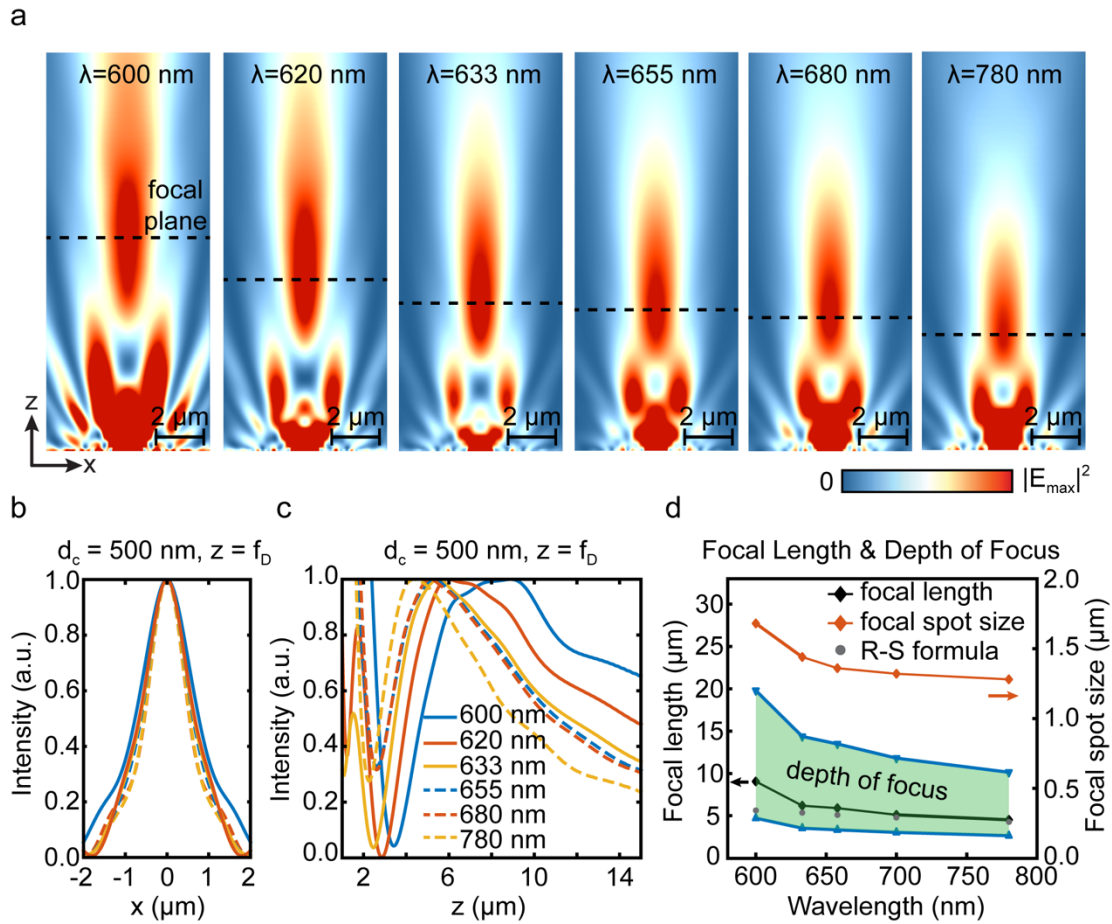 a
λ=600 nm
λ=620 nm
λ=633 nm
λ=655 nm
λ=680 nm
λ=780 nm
focal
plane
z
x
2 μm
2 μm
2 μm
2 μm
2 μm
2 μm
0
|E_max|^2
b
d_c = 500 nm, z = f_D
Intensity (a.u.)
1.0
0.8
0.6
0.4
0.2
0.0
-2
-1
0
1
2
x (μm)
c
d_c = 500 nm, z = f_D
Intensity (a.u.)
1.0
0.8
0.6
0.4
0.2
0.0
2
6
10
14
z (μm)
600 nm
620 nm
633 nm
655 nm
680 nm
780 nm
d
Focal Length & Depth of Focus
Focal length (μm)
30
25
20
15
10
5
0
focal length
focal spot size
R-S formula
depth of focus
600
650
700
750
800
Wavelength (nm)
2.0
1.5
1.0
0.5
0.0
Focal spot size (μm)